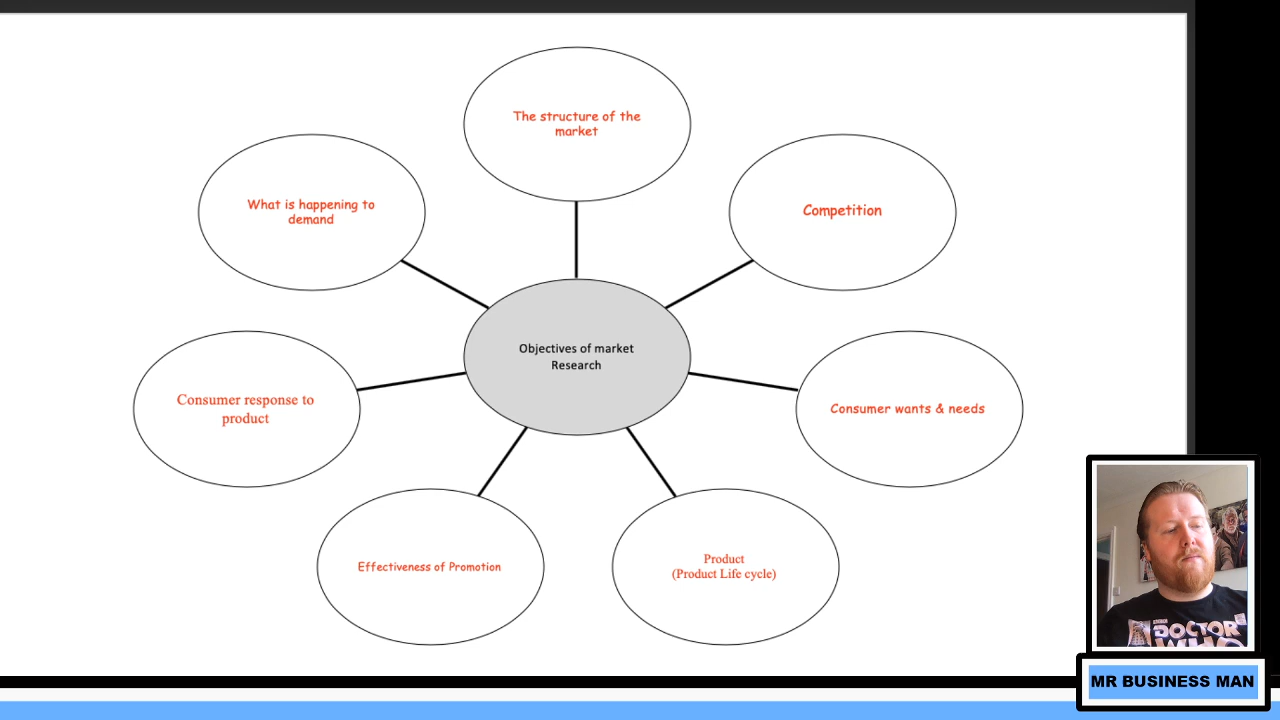 The structure of the
market
What is happening to
demand
Competition
Objectives of market
Research
Consumer response to
product
Consumer wants & needs
Effectiveness of Promotion
Product
(Product Life cycle)
DOCTOR
WHO
MR BUSINESS MAN